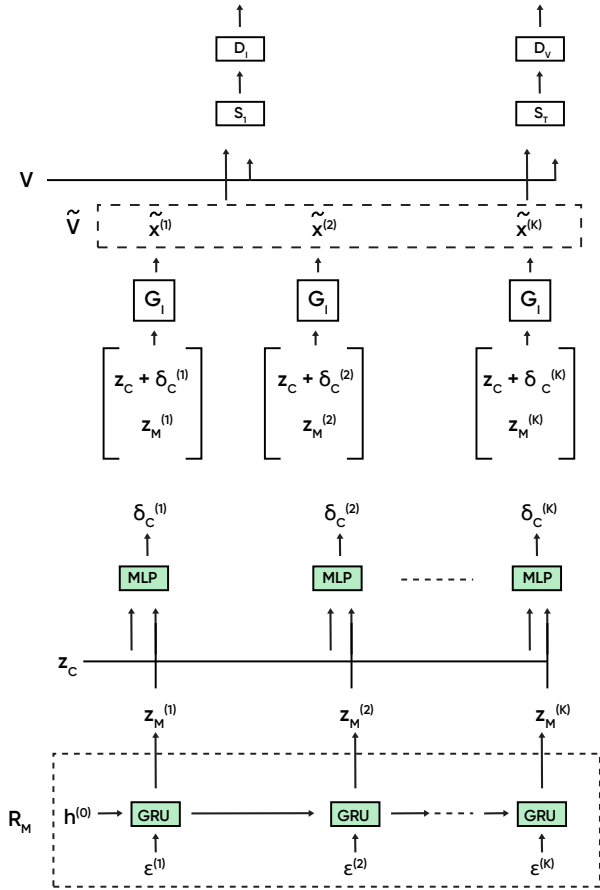 D_I D_V
S_1 S_T
V
Ṽ x̃^(1) x̃^(2) x̃^(K)
G_I G_I G_I
z_C + δ_C^(1) z_C + δ_C^(2) z_C + δ_C^(K)
z_M^(1) z_M^(2) z_M^(K)
δ_C^(1) δ_C^(2) δ_C^(K)
MLP MLP MLP
z_C
z_M^(1) z_M^(2) z_M^(K)
R_M h^(0) GRU GRU GRU
ε^(1) ε^(2) ε^(K)